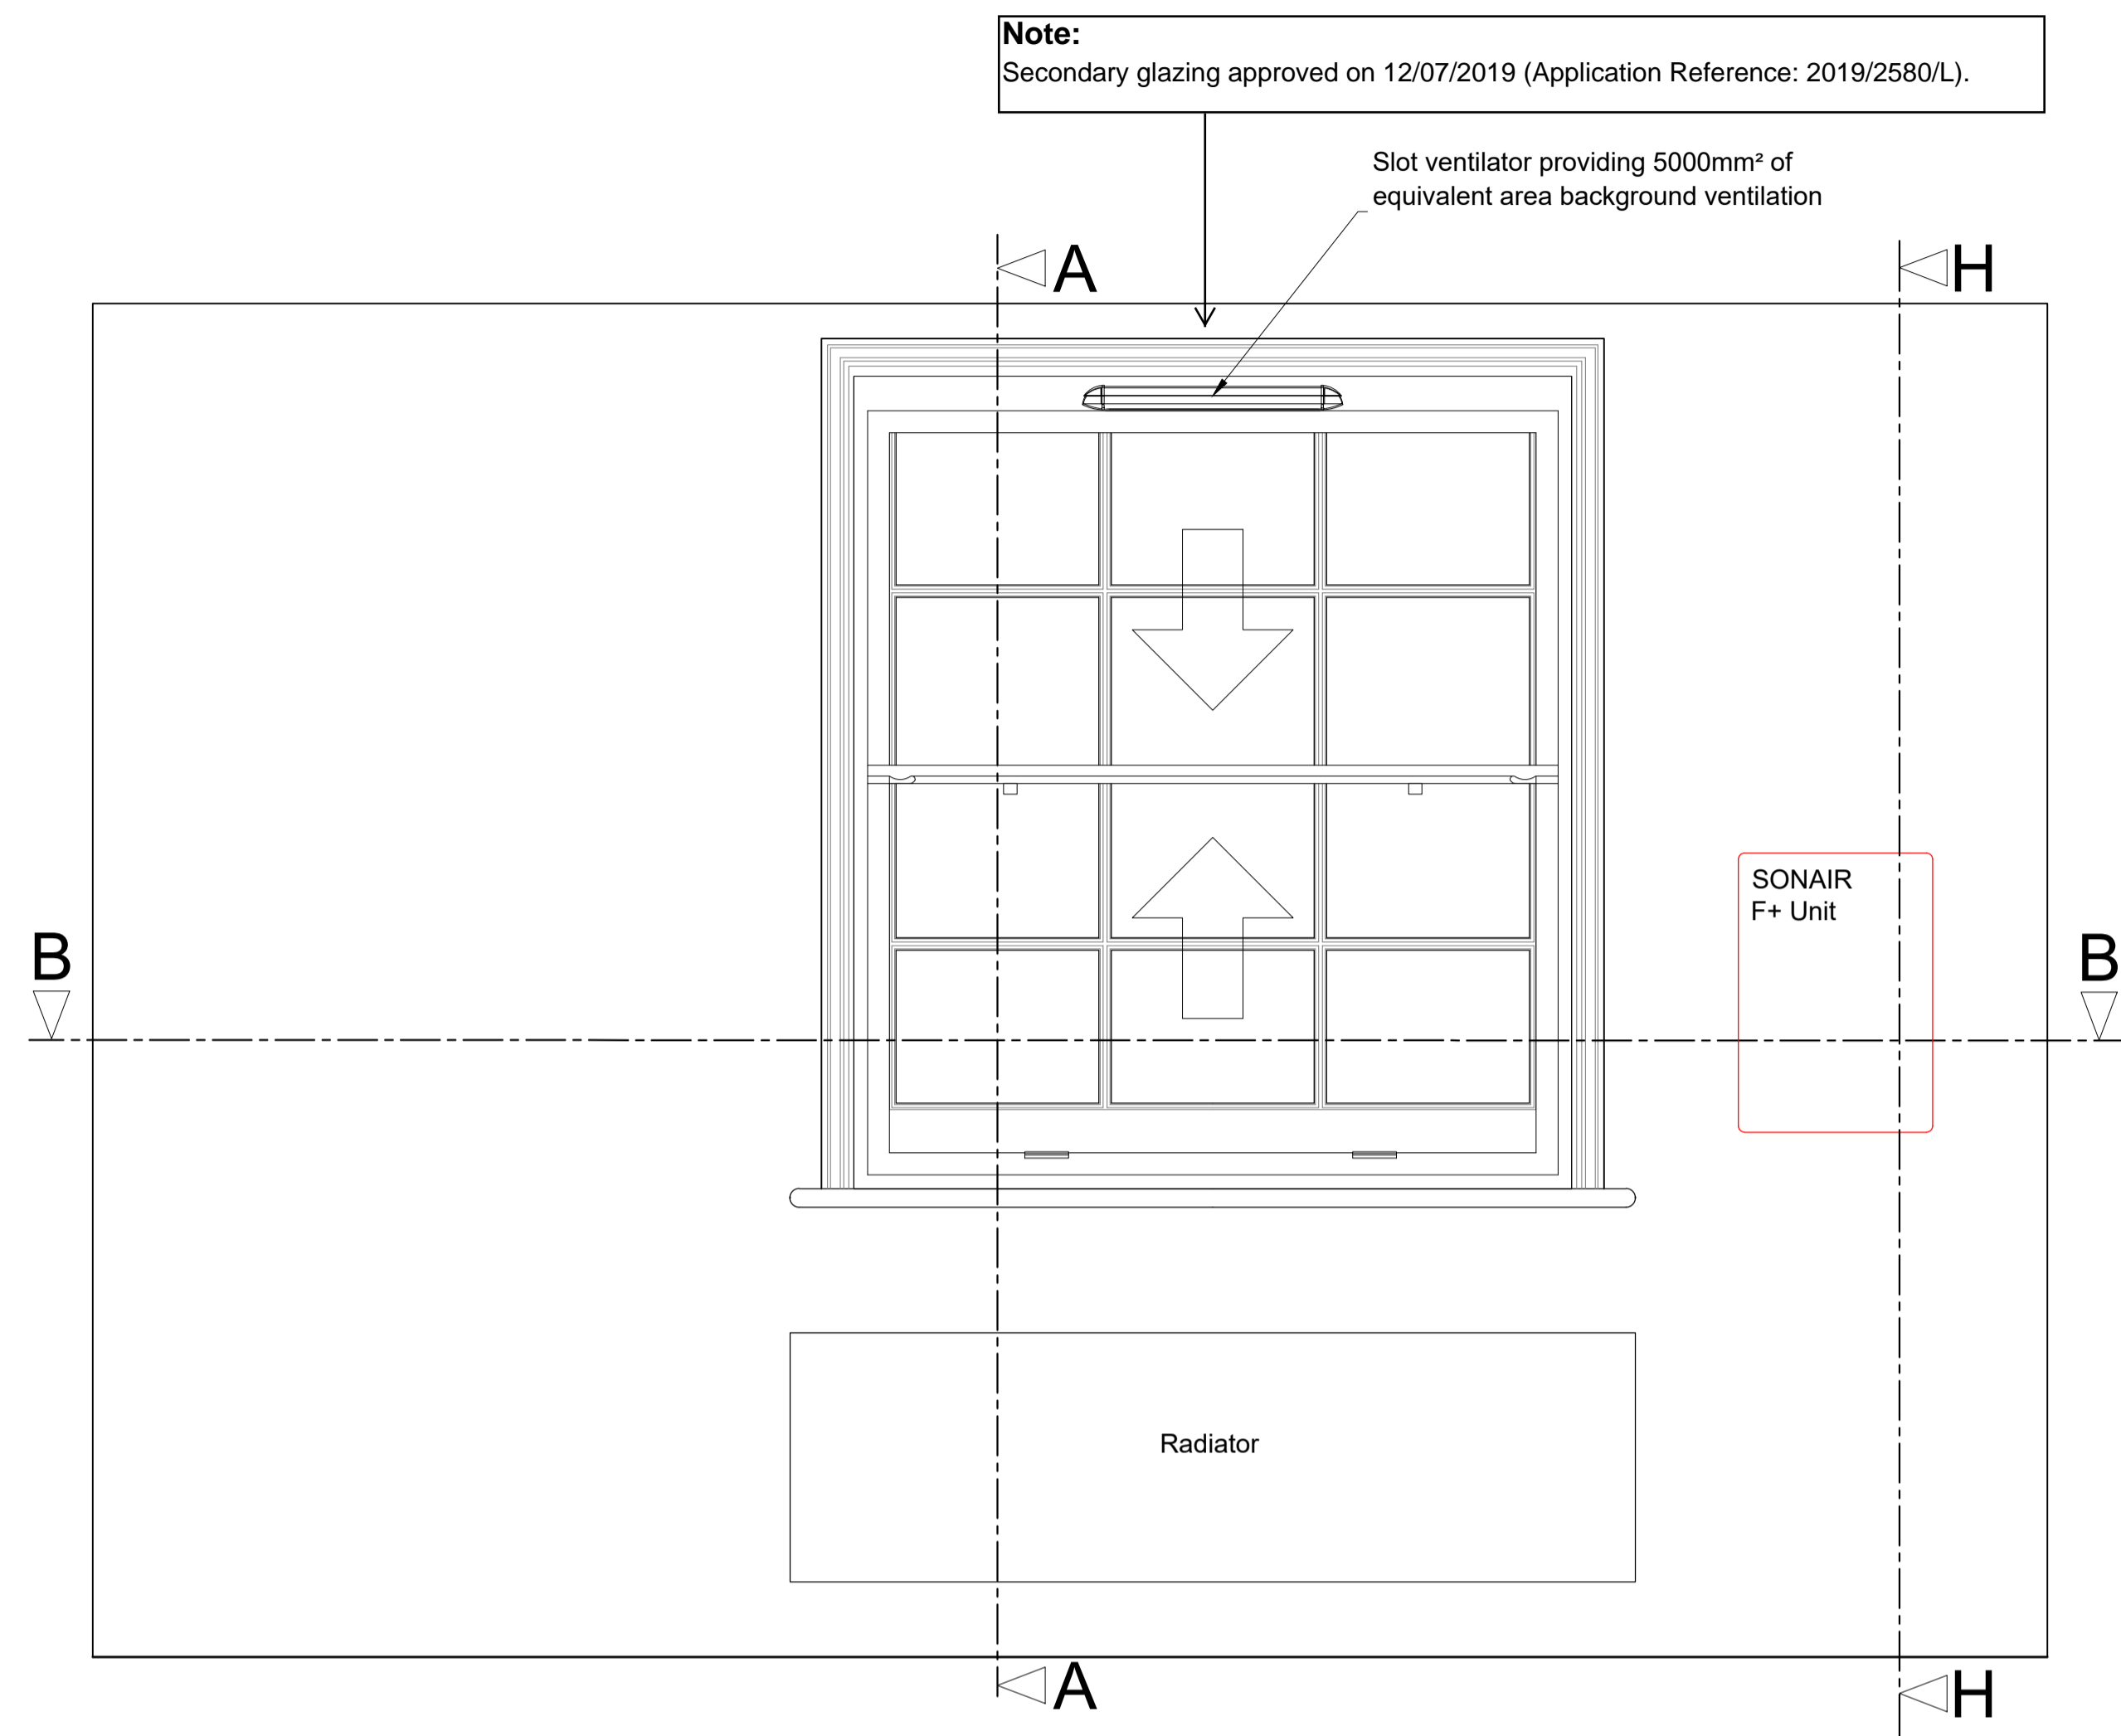 Note:
Secondary glazing approved on 12/07/2019 (Application Reference: 2019/2580/L).
Slot ventilator providing 5000mm² of
equivalent area background ventilation
A
H
SONAIR
F+ Unit
B
B
Radiator
A
H